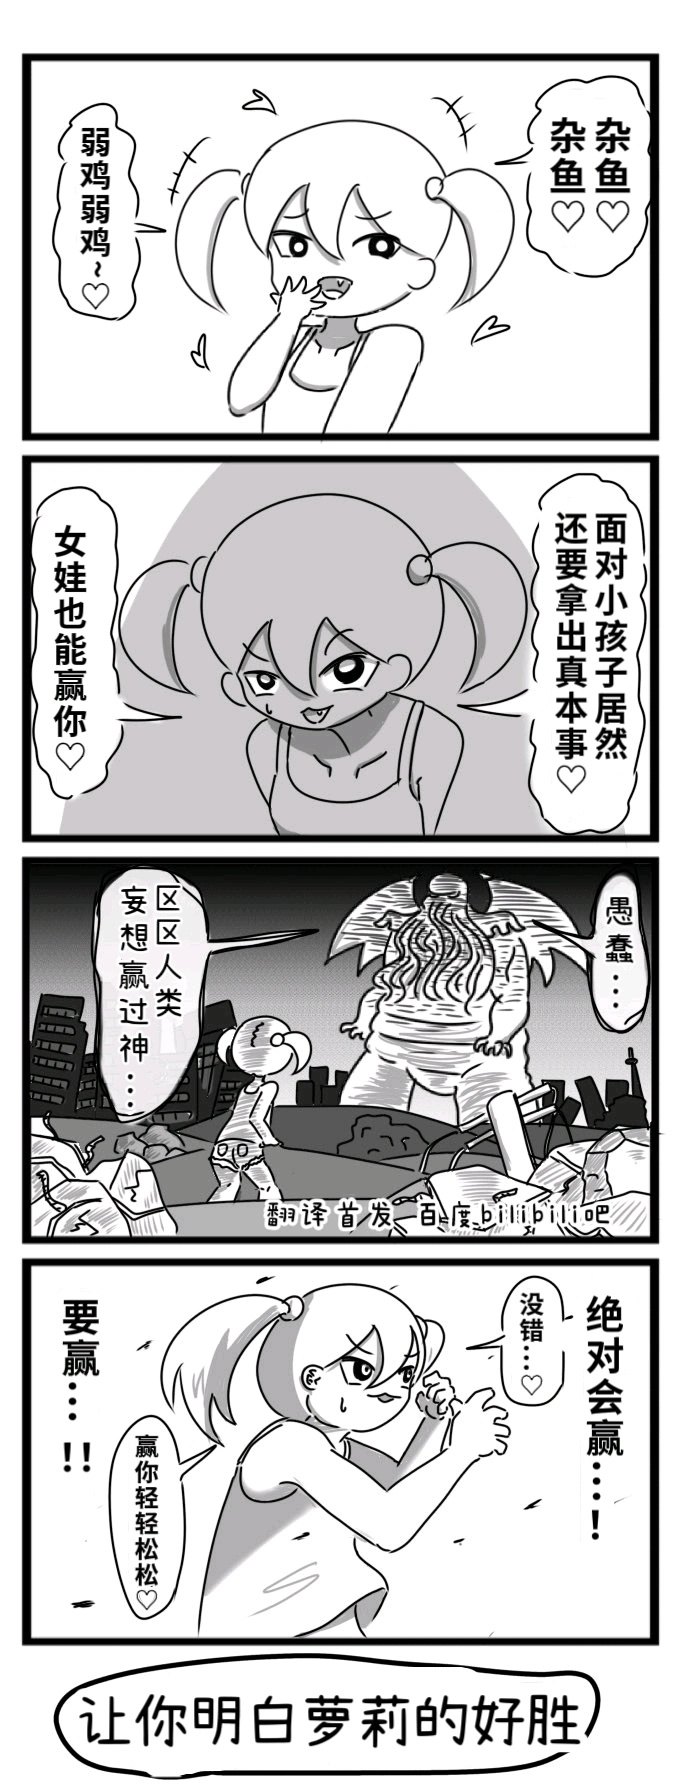 杂鱼♡
杂鱼♡
弱鸡弱鸡~♡
面对小孩子居然
还要拿出真本事♡
女娃也能赢你♡
愚蠢…
区区人类
妄想赢过神…
翻译首发 百度bilibili吧
绝对会赢……!
没错…♡
赢你轻轻松松♡
要赢…!!
让你明白萝莉的好胜